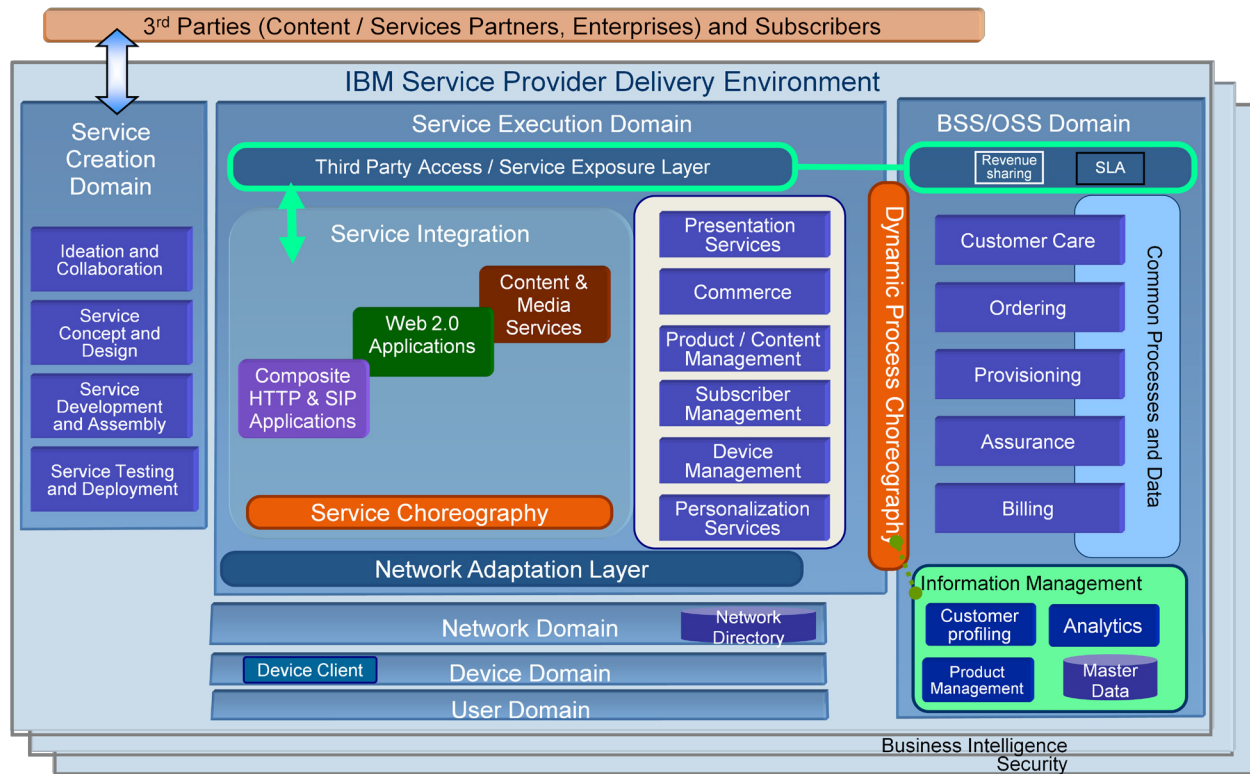 3rd Parties (Content / Services Partners, Enterprises) and Subscribers
IBM Service Provider Delivery Environment
Service
Creation
Domain
Ideation and
Collaboration
Service
Concept and
Design
Service
Development
and Assembly
Service Testing
and Deployment
Service Execution Domain
Third Party Access / Service Exposure Layer
Service Integration
Content &
Media
Services
Web 2.0
Applications
Composite
HTTP & SIP
Applications
Service Choreography
Presentation
Services
Commerce
Product / Content
Management
Subscriber
Management
Device
Management
Personalization
Services
Network Adaptation Layer
Dynamic Process Choreography
BSS/OSS Domain
Revenue
sharing
SLA
Customer Care
Ordering
Provisioning
Assurance
Billing
Common Processes and Data
Information Management
Customer
profiling
Analytics
Product
Management
Master
Data
Network Domain
Network
Directory
Device Client
Device Domain
User Domain
Business Intelligence
Security